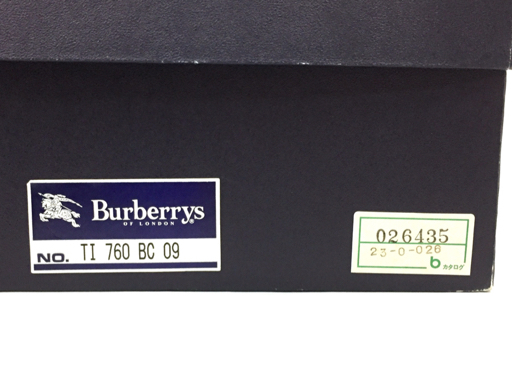 Burberrys®
OF LONDON
NO. TI 760 BC 09
026435
23-0-026
b カタログ